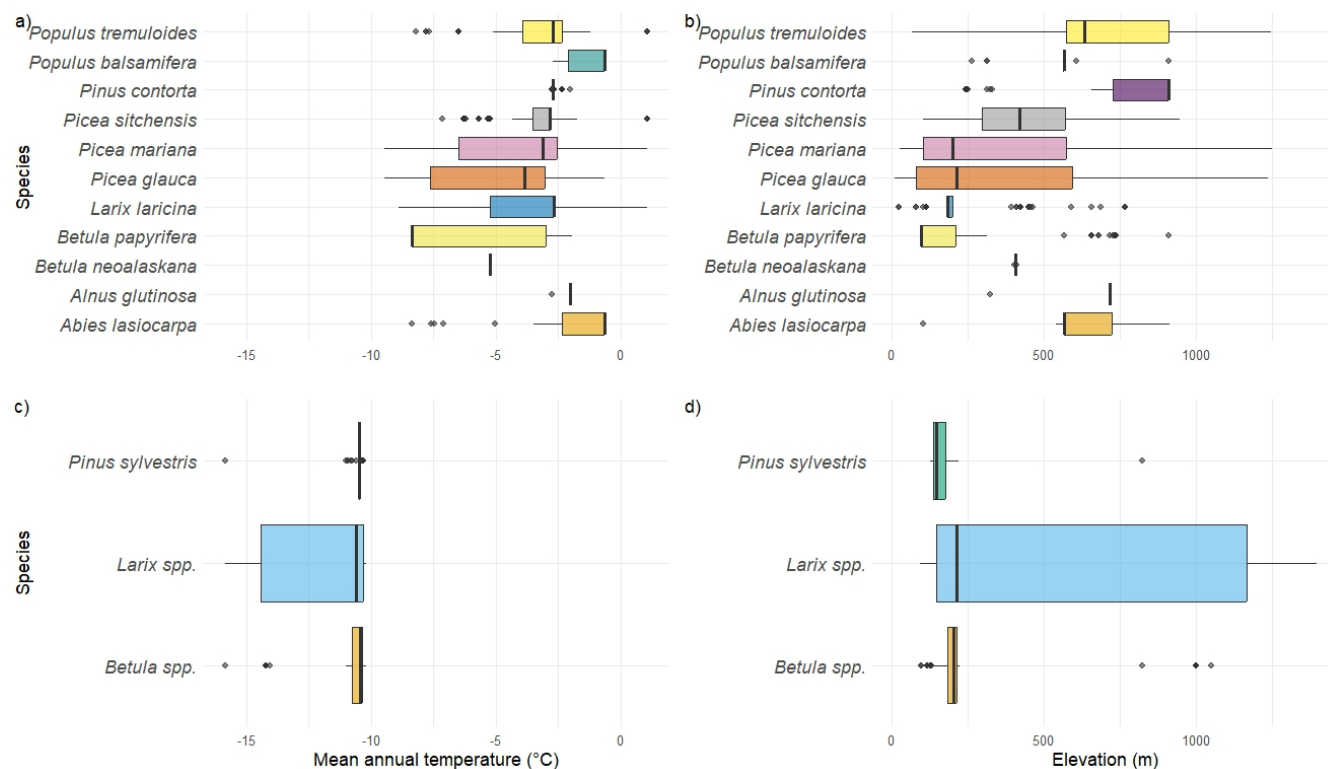 a)
Populus tremuloides
Populus balsamifera
Pinus contorta
Picea sitchensis
Picea mariana
Picea glauca
Larix laricina
Betula papyrifera
Betula neoalaskana
Alnus glutinosa
Abies lasiocarpa
Species
-15 -10 -5 0
b)
Populus tremuloides
Populus balsamifera
Pinus contorta
Picea sitchensis
Picea mariana
Picea glauca
Larix laricina
Betula papyrifera
Betula neoalaskana
Alnus glutinosa
Abies lasiocarpa
0 500 1000
c)
Pinus sylvestris
Larix spp.
Betula spp.
Species
-15 -10 -5 0
Mean annual temperature (°C)
d)
Pinus sylvestris
Larix spp.
Betula spp.
0 500 1000
Elevation (m)